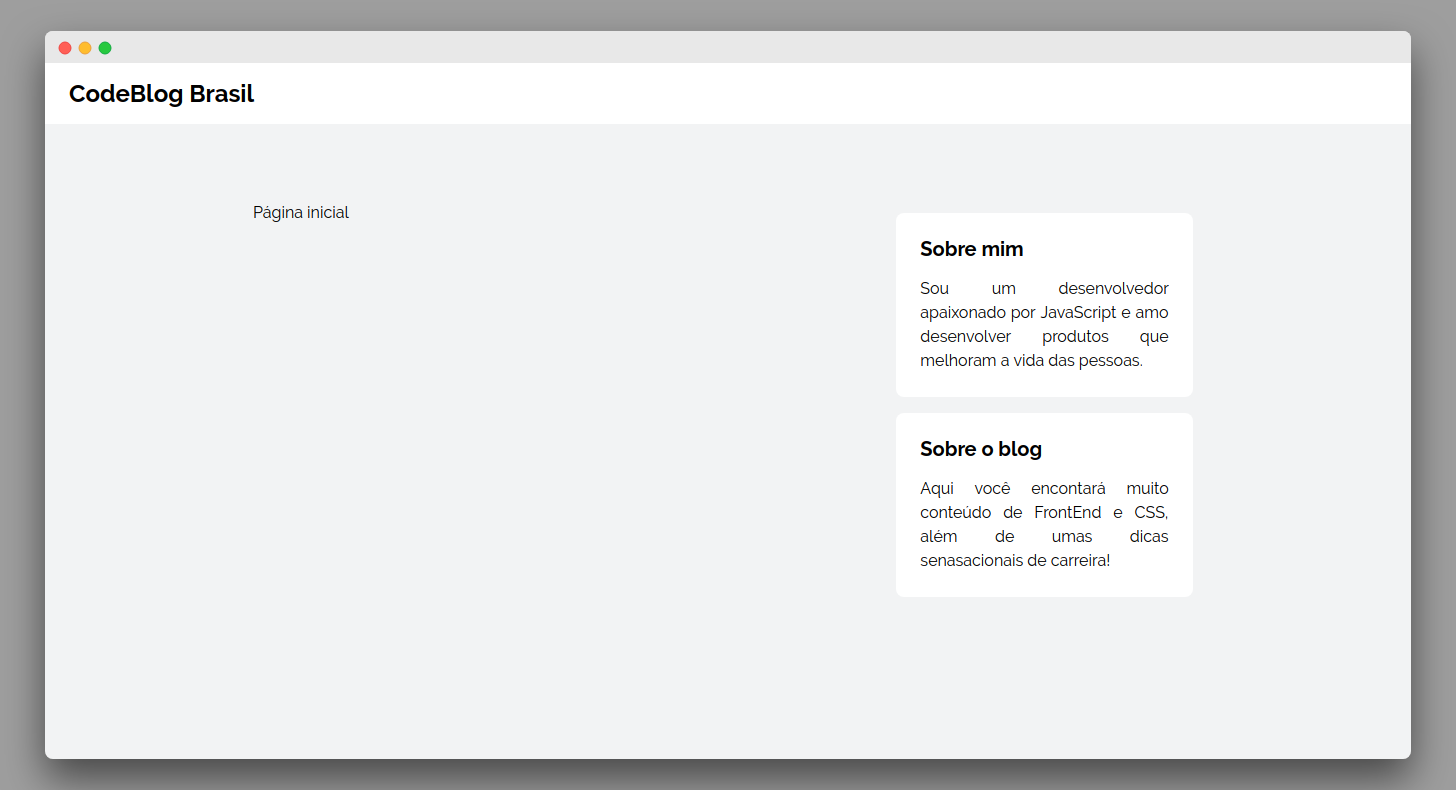 CodeBlog Brasil
Página inicial
Sobre mim
Sou um desenvolvedor
apaixonado por JavaScript e amo
desenvolver produtos que
melhoram a vida das pessoas.
Sobre o blog
Aqui você encontará muito
conteúdo de FrontEnd e CSS,
além de umas dicas
senasacionais de carreira!